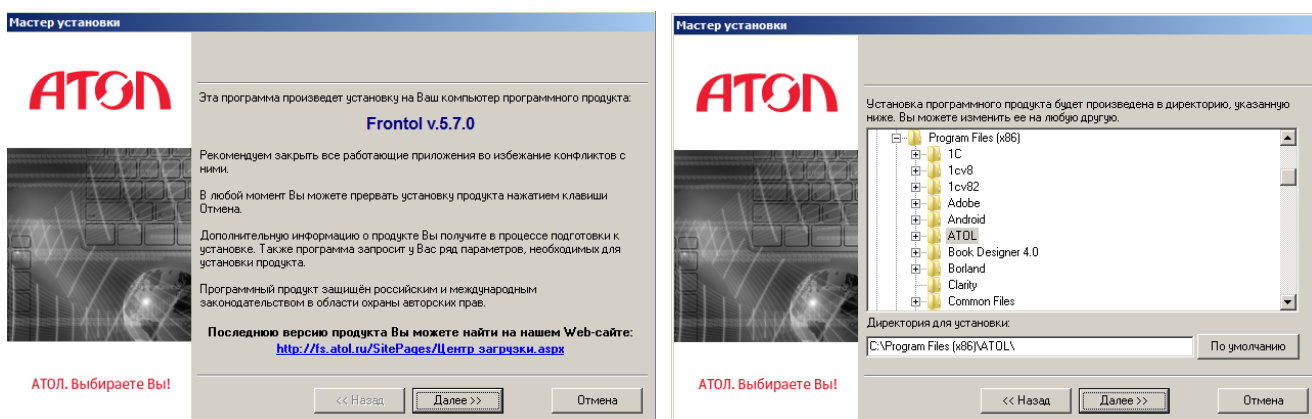 Мастер установки
АТОЛ
Эта программа произведет установку на Ваш компьютер программного продукта:
Frontol v.5.7.0
Рекомендуем закрыть все работающие приложения во избежание конфликтов с
ними.
В любой момент Вы можете прервать установку продукта нажатием клавиши
Отмена.
Дополнительную информацию о продукте Вы получите в процессе подготовки к
установке. Также программа запросит у Вас ряд параметров, необходимых для
установки продукта.
Программный продукт защищён российским и международным
законодательством в области охраны авторских прав.
Последнюю версию продукта Вы можете найти на нашем Web-сайте:
http://fs.atol.ru/SitePages/Центр загрузки.aspx
АТОЛ. Выбираете Вы!
<< Назад
Далее >>
Отмена
Мастер установки
АТОЛ
Установка программного продукта будет произведена в директорию, указанную
ниже. Вы можете изменить ее на любую другую.
Program Files (x86)
1C
1cv8
1cv82
Adobe
Android
ATOL
Book Designer 4.0
Borland
Clarity
Common Files
Директория для установки:
C:\Program Files (x86)\ATOL\
По умолчанию
АТОЛ. Выбираете Вы!
<< Назад
Далее >>
Отмена